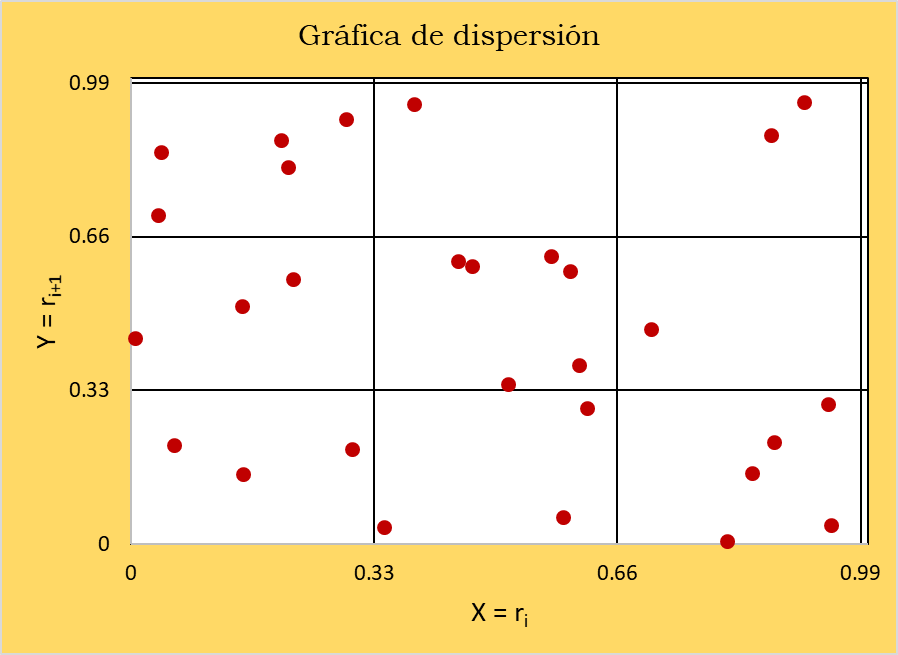 Gráfica de dispersión
0.99
0.66
0.33
0
Y = ri+1
0 0.33 0.66 0.99
X = ri